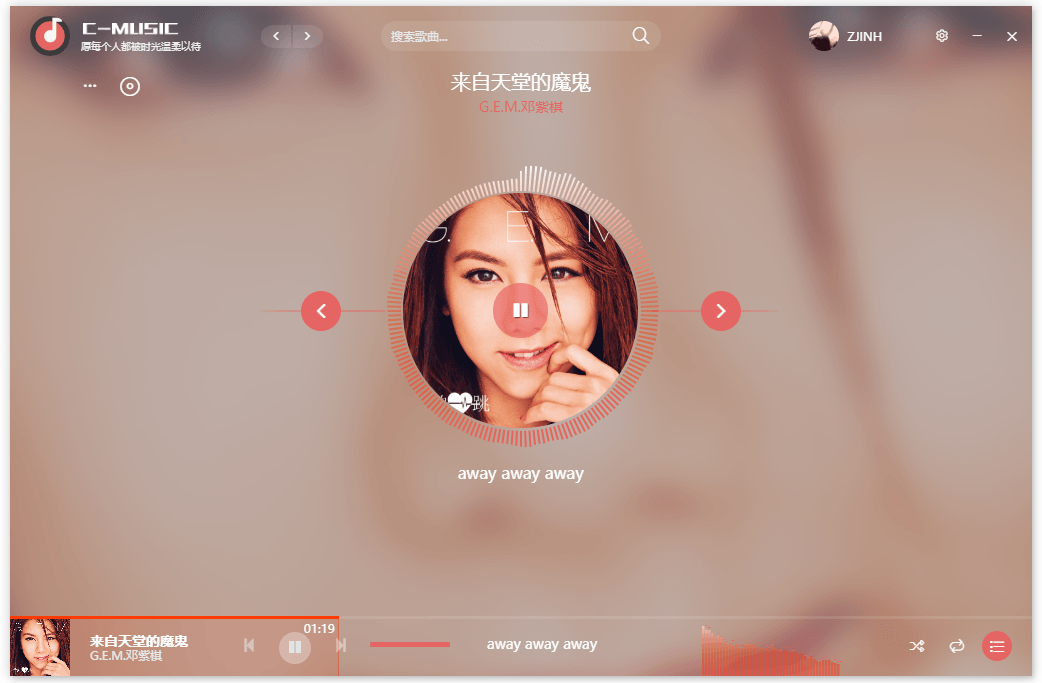 C-MUSIC
愿每个人都被时光温柔以待
搜索歌曲...
ZJINH
来自天堂的魔鬼
G.E.M.邓紫棋
G. E. M
跳
away away away
01:19
来自天堂的魔鬼
G.E.M.邓紫棋
away away away